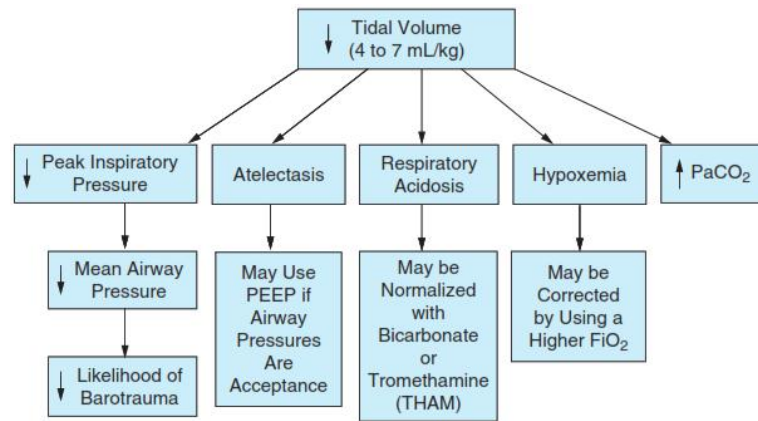 ↓ Tidal Volume
(4 to 7 mL/kg)
↓ Peak Inspiratory
Pressure
Atelectasis
Respiratory
Acidosis
Hypoxemia
↑ PaCO₂
↓ Mean Airway
Pressure
May Use
PEEP if
Airway
Pressures
Are
Acceptance
May be
Normalized
with
Bicarbonate
or
Tromethamine
(THAM)
May be
Corrected
by Using a
Higher FiO₂
↓ Likelihood of
Barotrauma